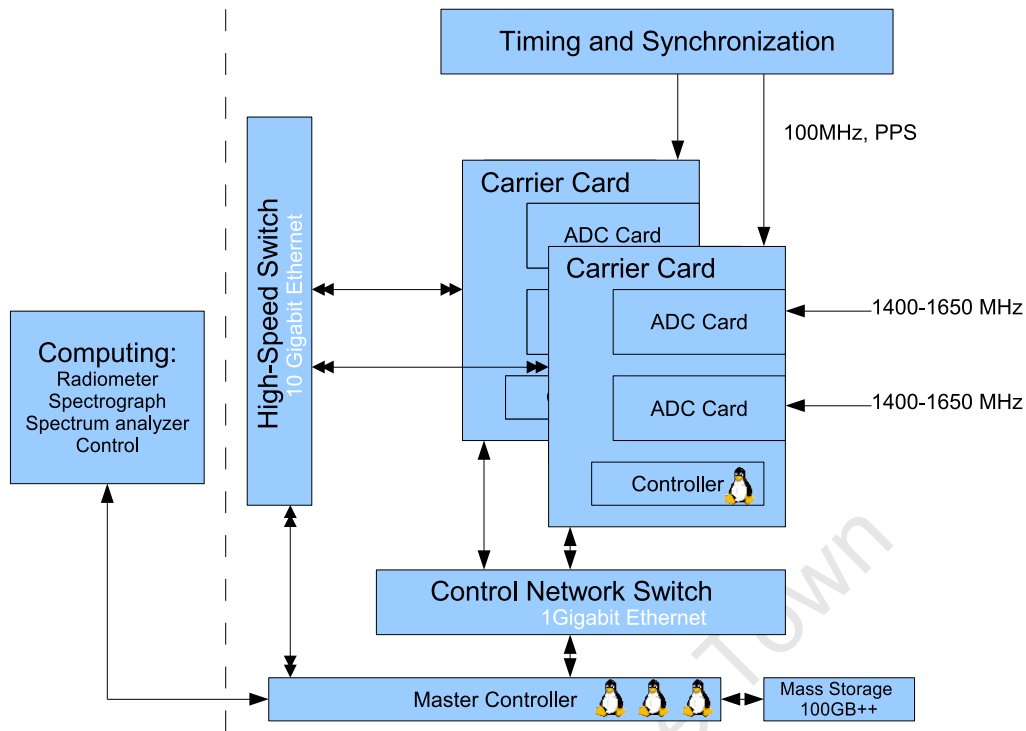 Timing and Synchronization
100MHz, PPS
Carrier Card
ADC Card
Carrier Card
ADC Card
1400-1650 MHz
ADC Card
1400-1650 MHz
Controller
High-Speed Switch
10 Gigabit Ethernet
Computing:
Radiometer
Spectrograph
Spectrum analyzer
Control
Control Network Switch
1Gigabit Ethernet
Master Controller
Mass Storage
100GB++
Town